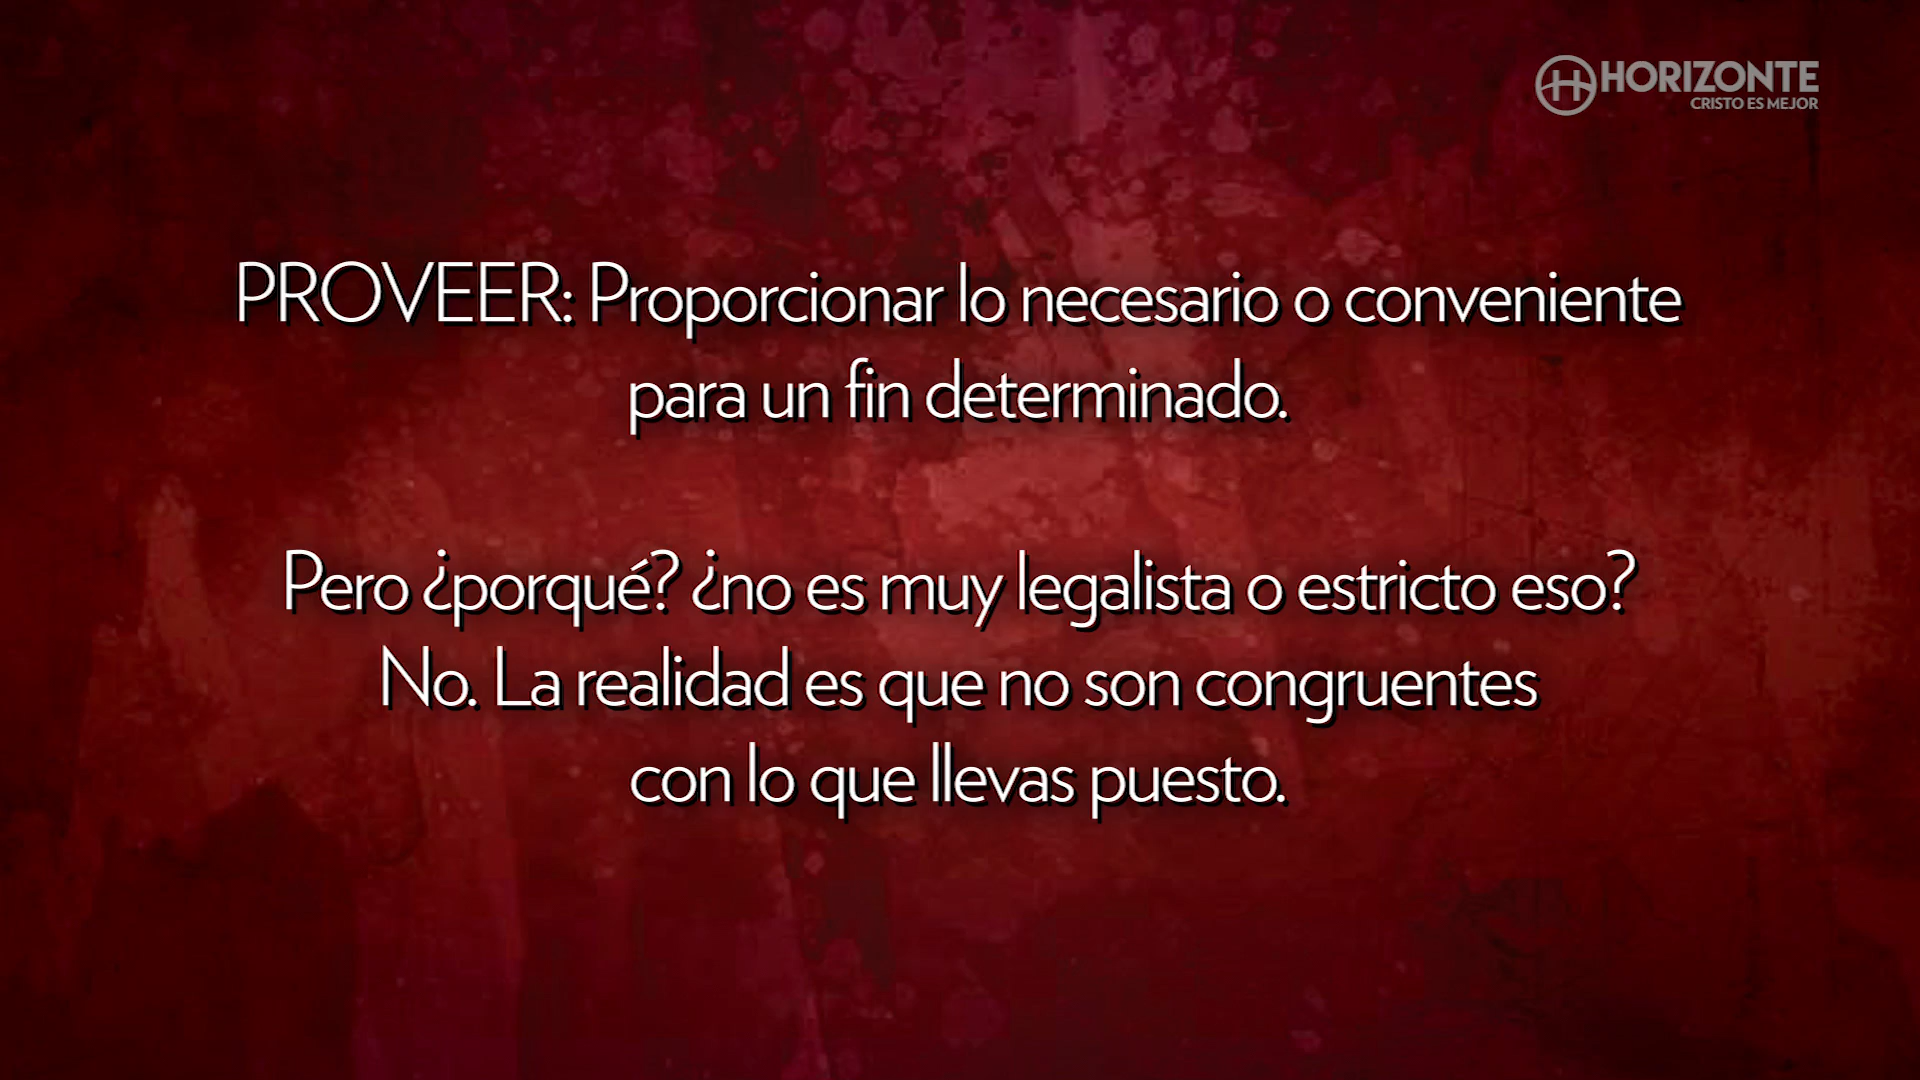 HORIZONTE
CRISTO ES MEJOR
PROVEER: Proporcionar lo necesario o conveniente
para un fin determinado.
Pero ¿porqué? ¿no es muy legalista o estricto eso?
No. La realidad es que no son congruentes
con lo que llevas puesto.